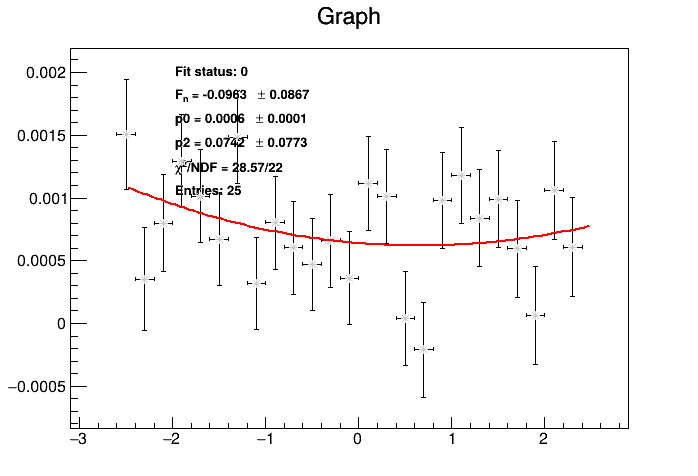 Graph
0.002
0.0015
0.001
0.0005
0
−0.0005
−3
−2
−1
0
1
2
Fit status: 0
Fn = -0.0963 ± 0.0867
p0 = 0.0006 ± 0.0001
p2 = 0.0742 ± 0.0773
χ²/NDF = 28.57/22
Entries: 25